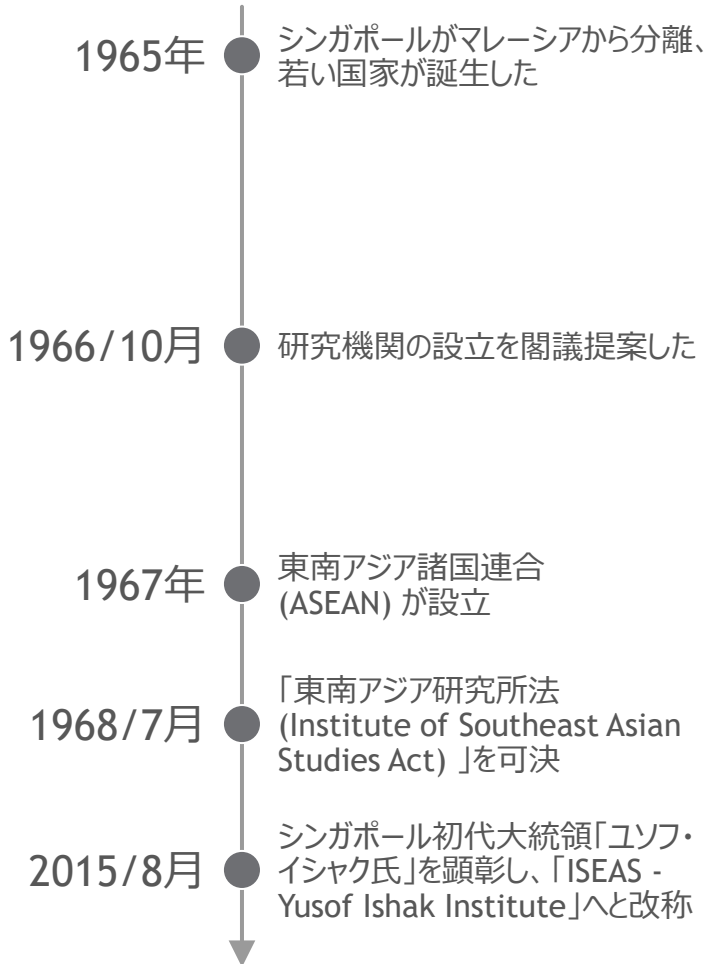 1965年
シンガポールがマレーシアから分離、
若い国家が誕生した
1966/10月
研究機関の設立を閣議提案した
1967年
東南アジア諸国連合
(ASEAN) が設立
1968/7月
「東南アジア研究所法
(Institute of Southeast Asian
Studies Act) 」を可決
2015/8月
シンガポール初代大統領「ユソフ・
イシャク氏」を顕彰し、「ISEAS -
Yusof Ishak Institute」へと改称